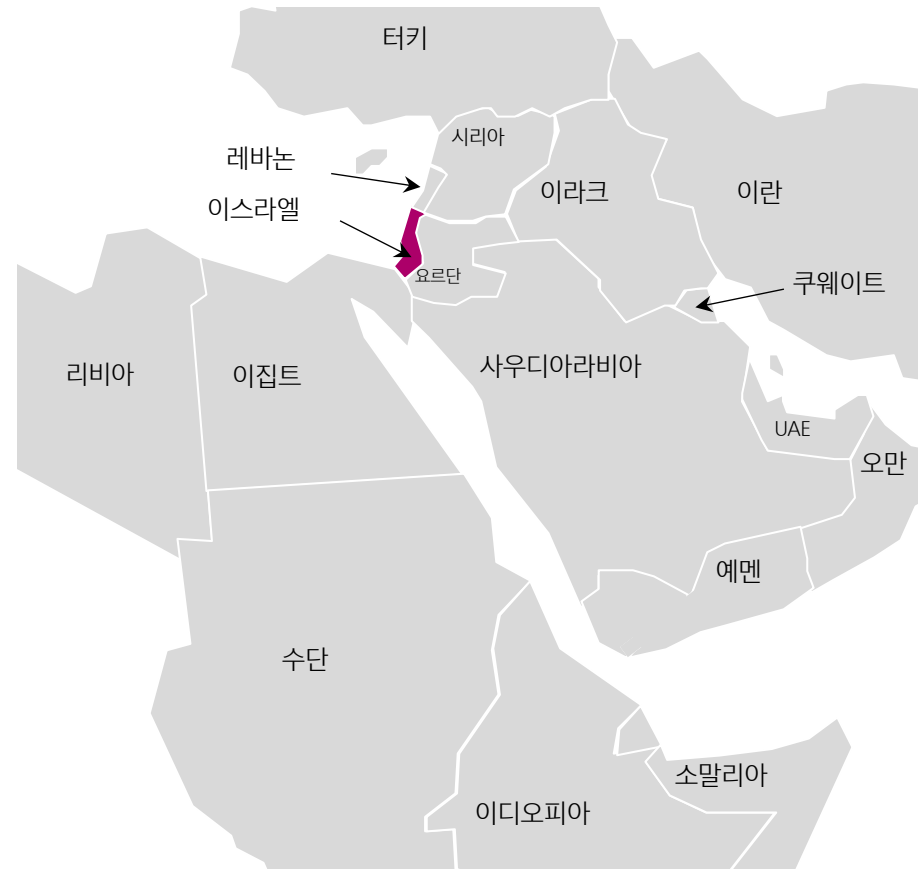 터키
시리아
레바논
이라크
이란
이스라엘
요르단
쿠웨이트
리비아
이집트
사우디아라비아
UAE
오만
예멘
수단
소말리아
이디오피아